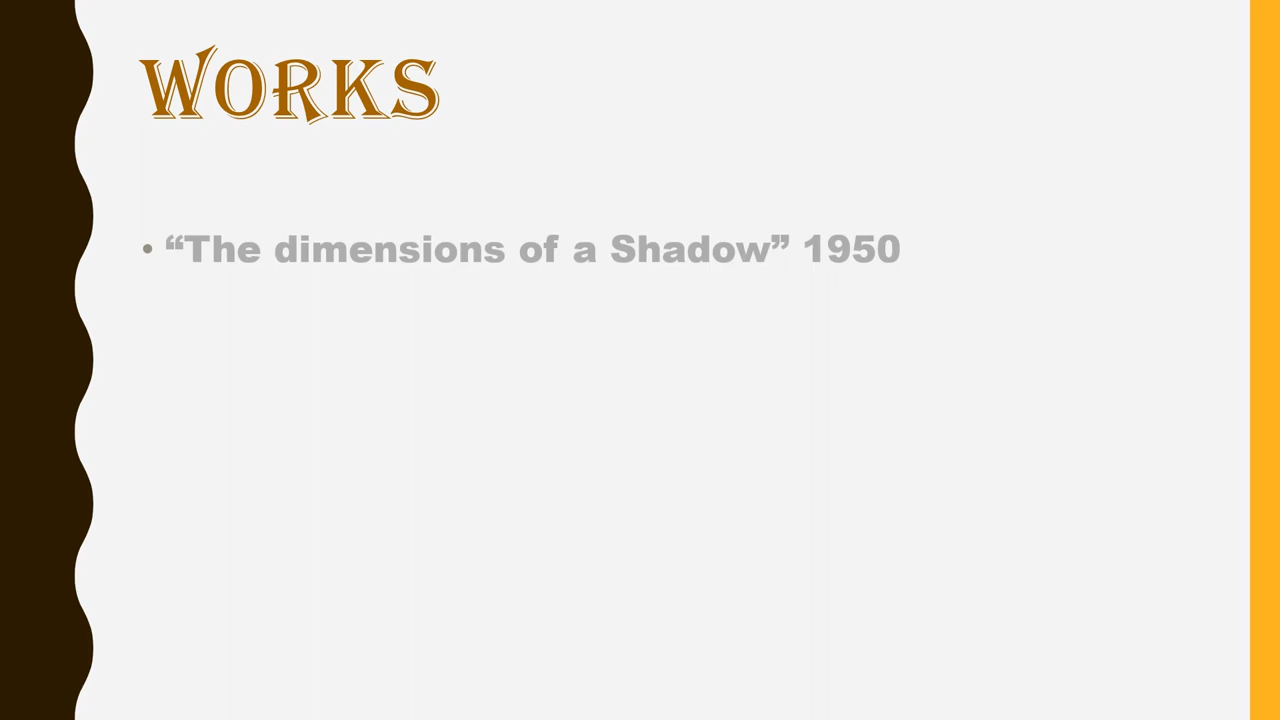 WORKS
• “The dimensions of a Shadow” 1950